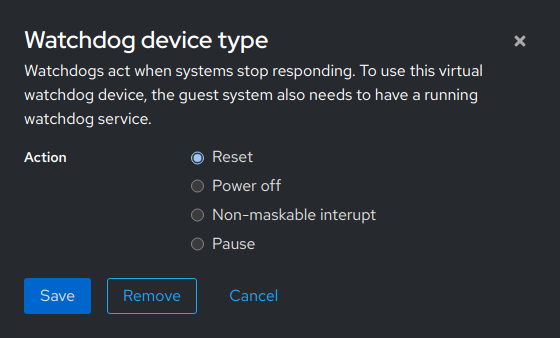 Watchdog device type
Watchdogs act when systems stop responding. To use this virtual
watchdog device, the guest system also needs to have a running
watchdog service.
Action
Reset
Power off
Non-maskable interupt
Pause
Save
Remove
Cancel